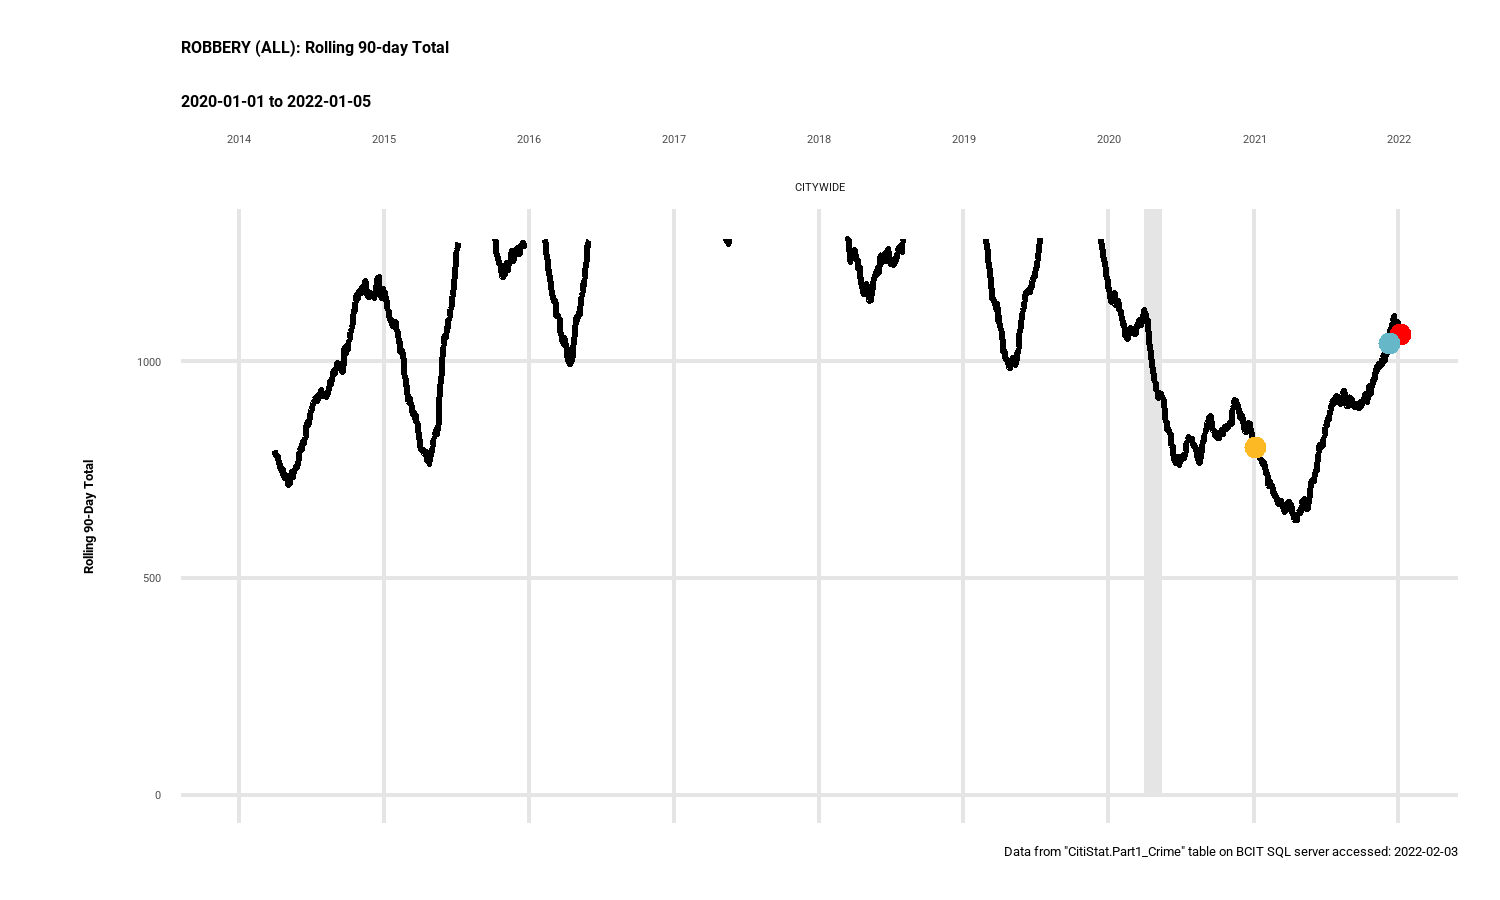 ROBBERY (ALL): Rolling 90-day Total
2020-01-01 to 2022-01-05
2014 2015 2016 2017 2018 2019 2020 2021 2022
CITYWIDE
1000
500
0
Rolling 90-Day Total
Data from "CitiStat.Part1_Crime" table on BCIT SQL server accessed: 2022-02-03